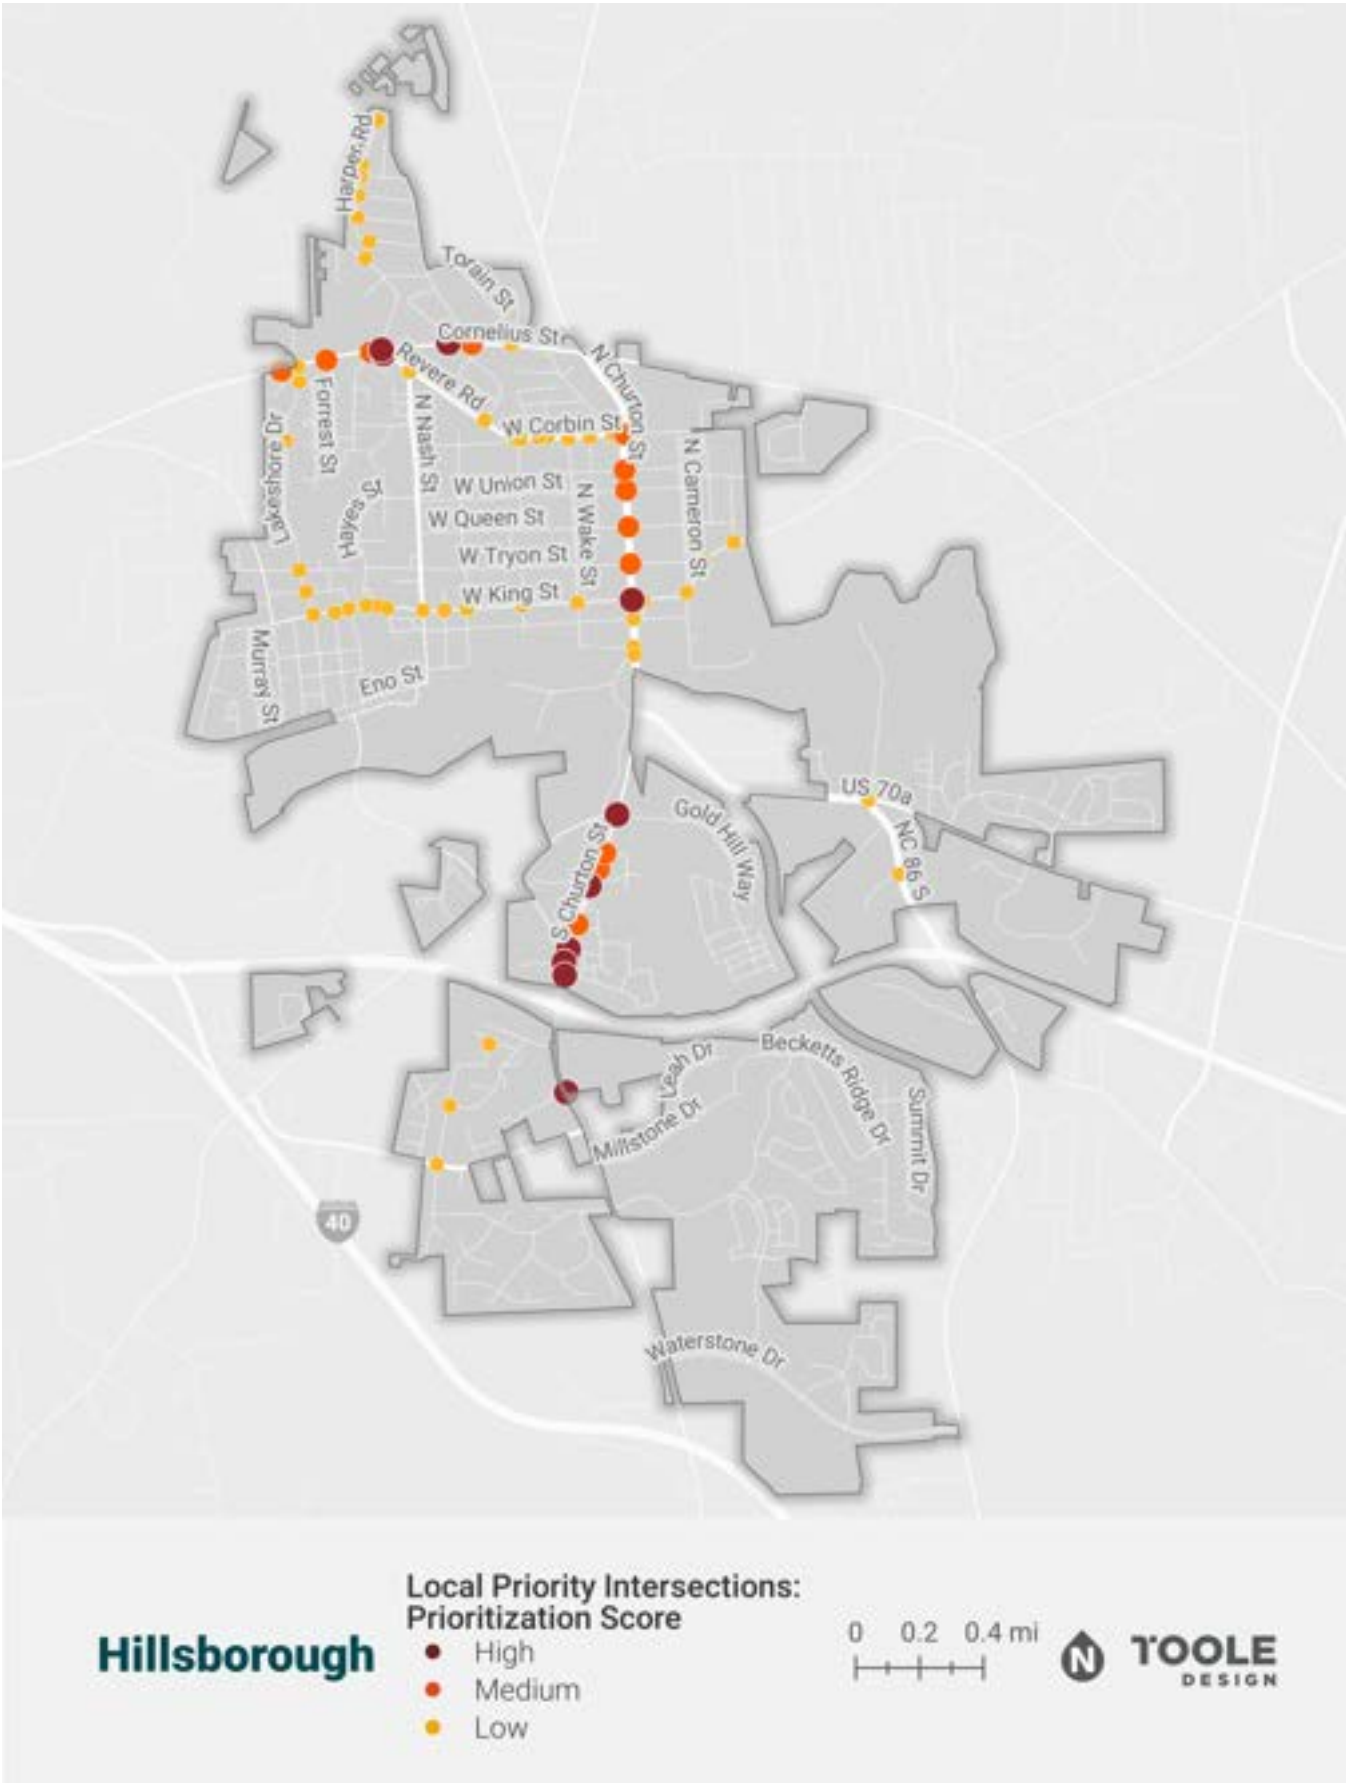 Harper Rd
Torain St
Cornelius St
N Churton St
Revere Rd
Forrest St
N Nash St
W Corbin St
Lakeshore Dr
N Cameron St
W Union St
Hayes St
N Wake St
W Queen St
W Tryon St
W King St
Murray St
Eno St
US 70a
Gold Hill Way
NC 86 S
S Churton St
Leah Dr
Becketts Ridge Dr
Summit Dr
Millstone Dr
40
Waterstone Dr
Hillsborough
Local Priority Intersections:
Prioritization Score
High
Medium
Low
0 0.2 0.4 mi
N
TOOLE
DESIGN